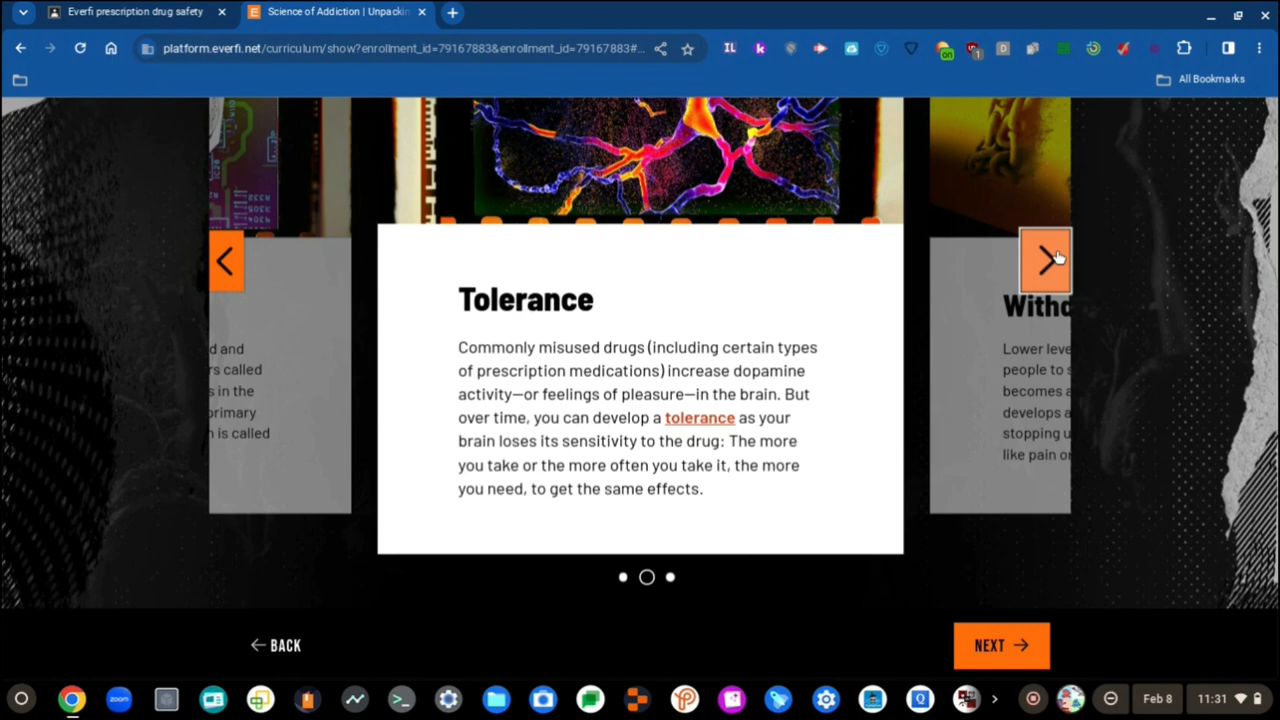 Everfi prescription drug safety
Science of Addiction | Unpackin
platform.everfi.net/curriculum/show?enrollment_id=79167883&enrollment_id=79167883#...
IL
k
on
1
D
All Bookmarks
Tolerance
Commonly misused drugs (including certain types
of prescription medications) increase dopamine
activity—or feelings of pleasure—in the brain. But
over time, you can develop a tolerance as your
brain loses its sensitivity to the drug: The more
you take or the more often you take it, the more
you need, to get the same effects.
d and
rs called
s in the
primary
n is called
Withd
Lower leve
people to s
becomes a
develops a
stopping u
like pain or
← BACK
NEXT →
zoom
Q
Feb 8
11:31